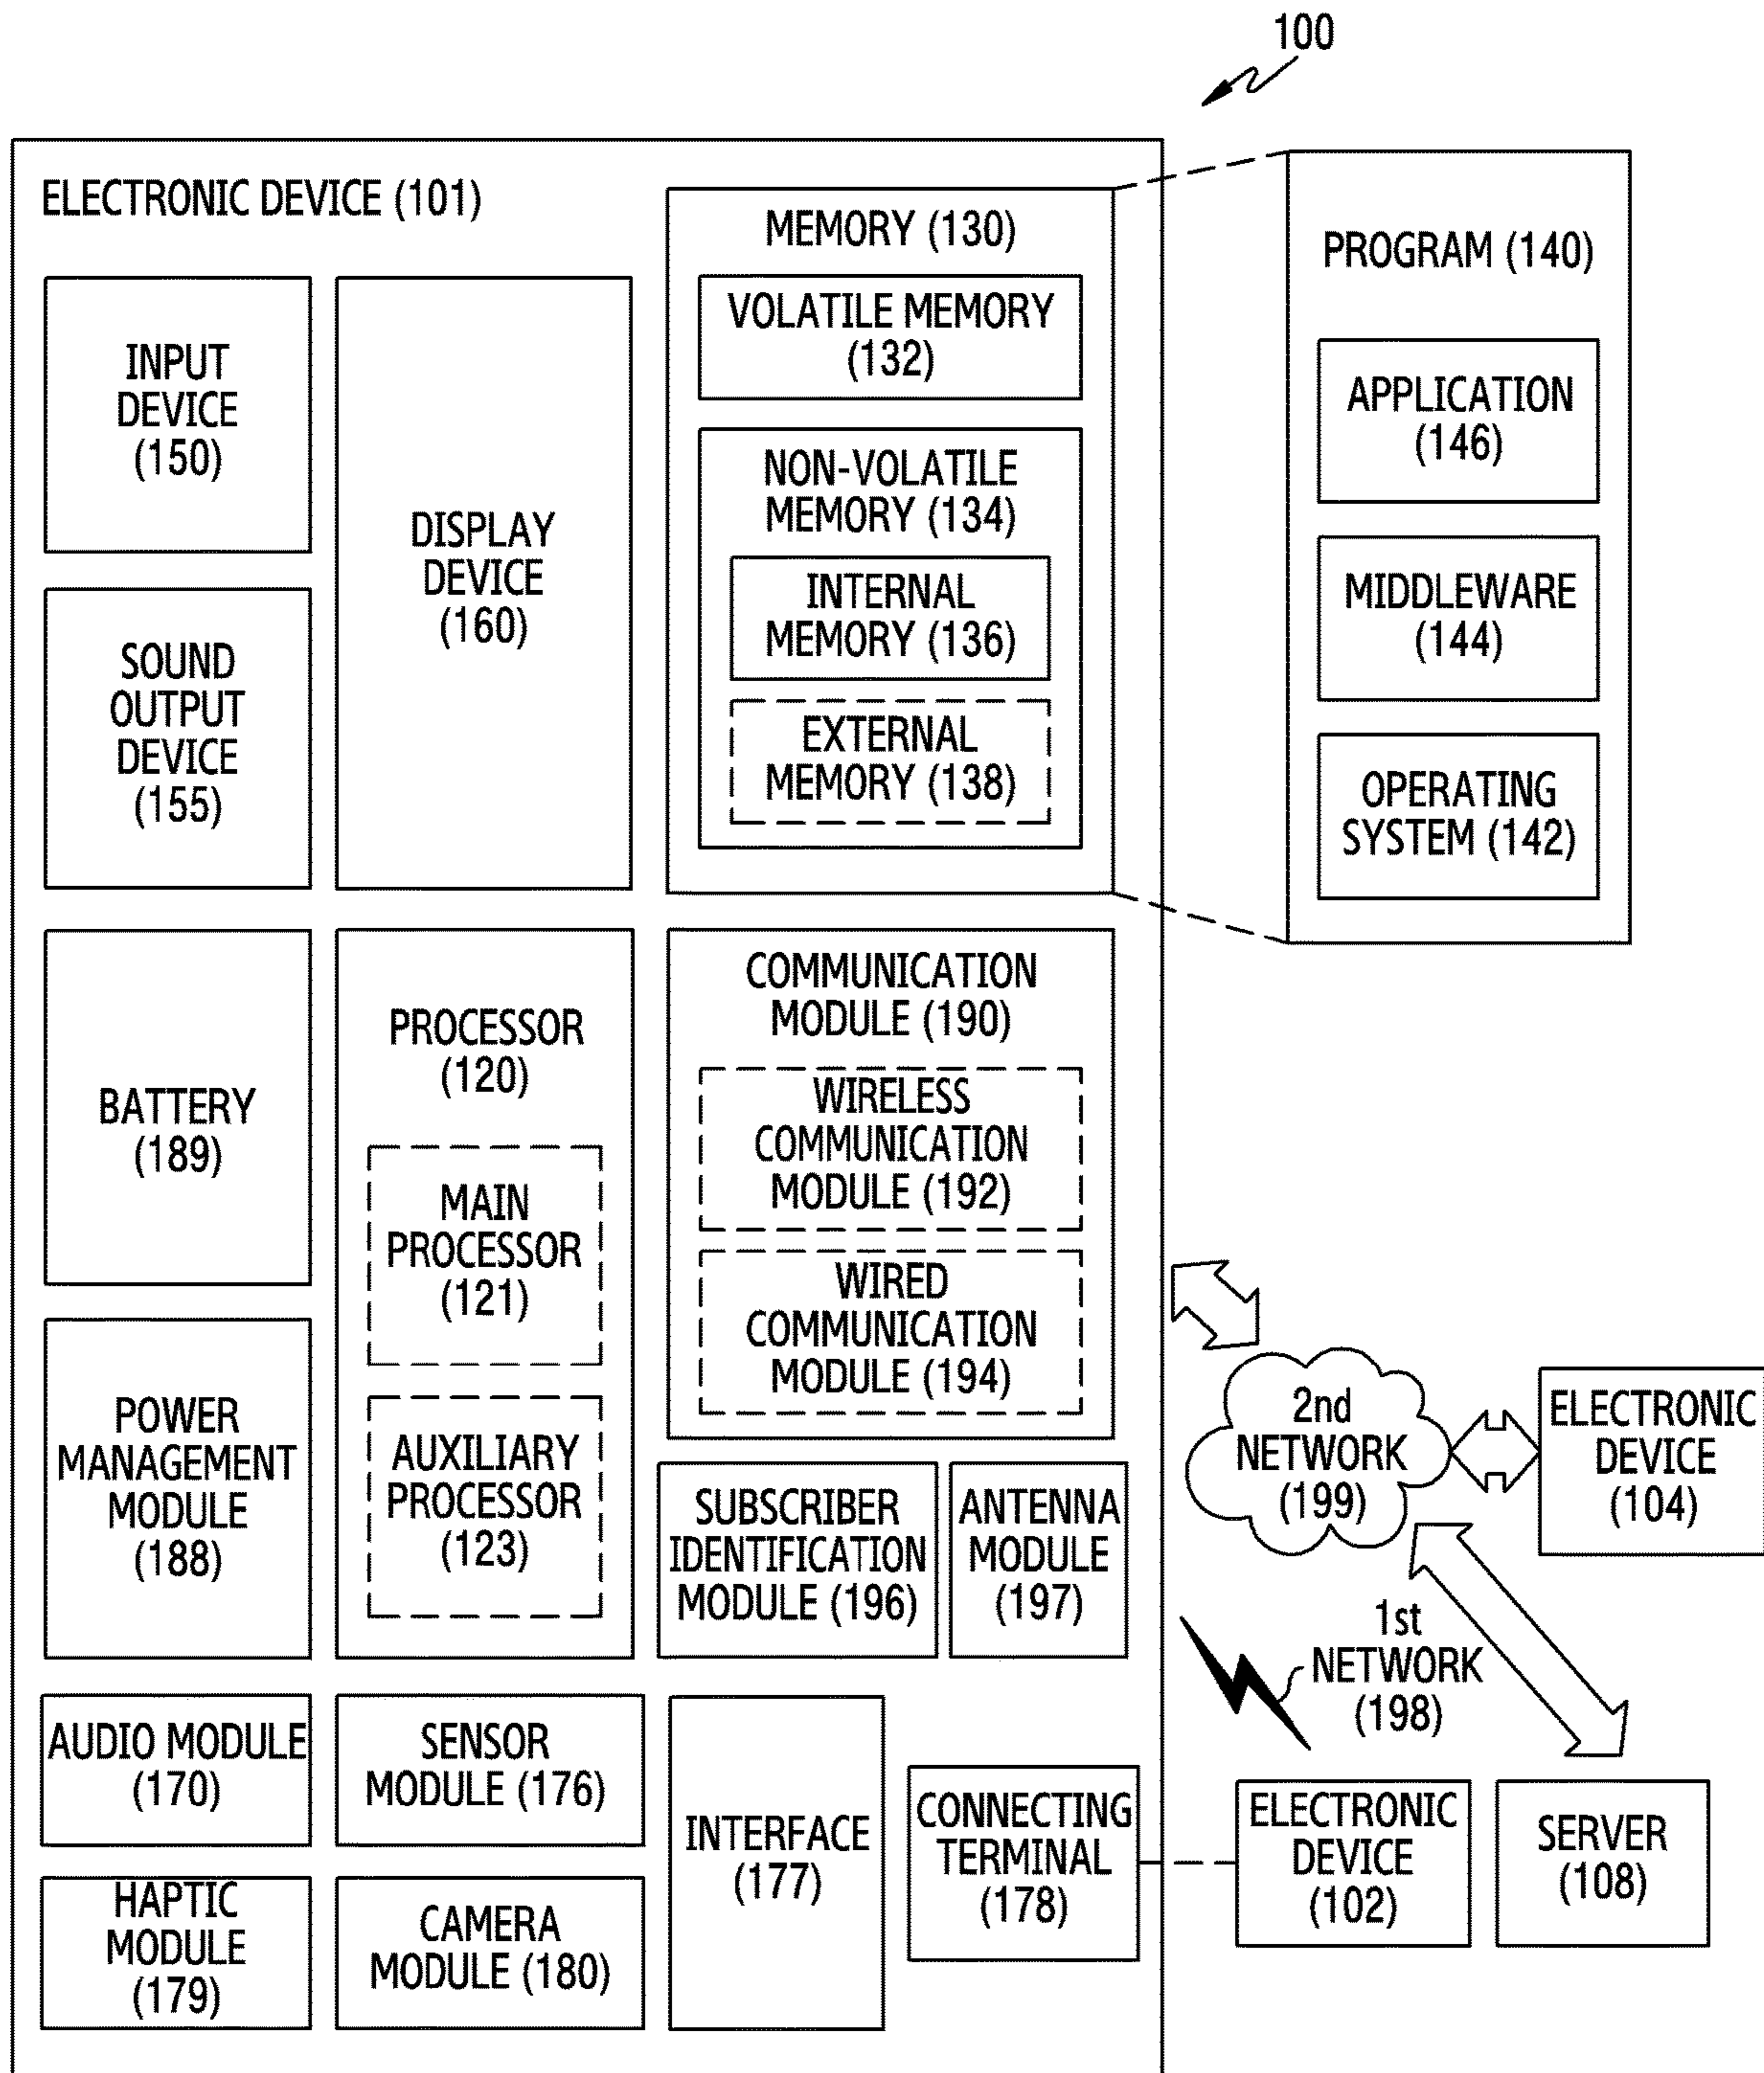 100
ELECTRONIC DEVICE (101)
INPUT
DEVICE
(150)
SOUND
OUTPUT
DEVICE
(155)
DISPLAY
DEVICE
(160)
MEMORY (130)
VOLATILE MEMORY
(132)
NON-VOLATILE
MEMORY (134)
INTERNAL
MEMORY (136)
EXTERNAL
MEMORY (138)
PROGRAM (140)
APPLICATION
(146)
MIDDLEWARE
(144)
OPERATING
SYSTEM (142)
BATTERY
(189)
POWER
MANAGEMENT
MODULE
(188)
PROCESSOR
(120)
MAIN
PROCESSOR
(121)
AUXILIARY
PROCESSOR
(123)
COMMUNICATION
MODULE (190)
WIRELESS
COMMUNICATION
MODULE (192)
WIRED
COMMUNICATION
MODULE (194)
SUBSCRIBER
IDENTIFICATION
MODULE (196)
ANTENNA
MODULE
(197)
2nd
NETWORK
(199)
ELECTRONIC
DEVICE
(104)
1st
NETWORK
(198)
AUDIO MODULE
(170)
SENSOR
MODULE (176)
HAPTIC
MODULE
(179)
CAMERA
MODULE (180)
INTERFACE
(177)
CONNECTING
TERMINAL
(178)
ELECTRONIC
DEVICE
(102)
SERVER
(108)